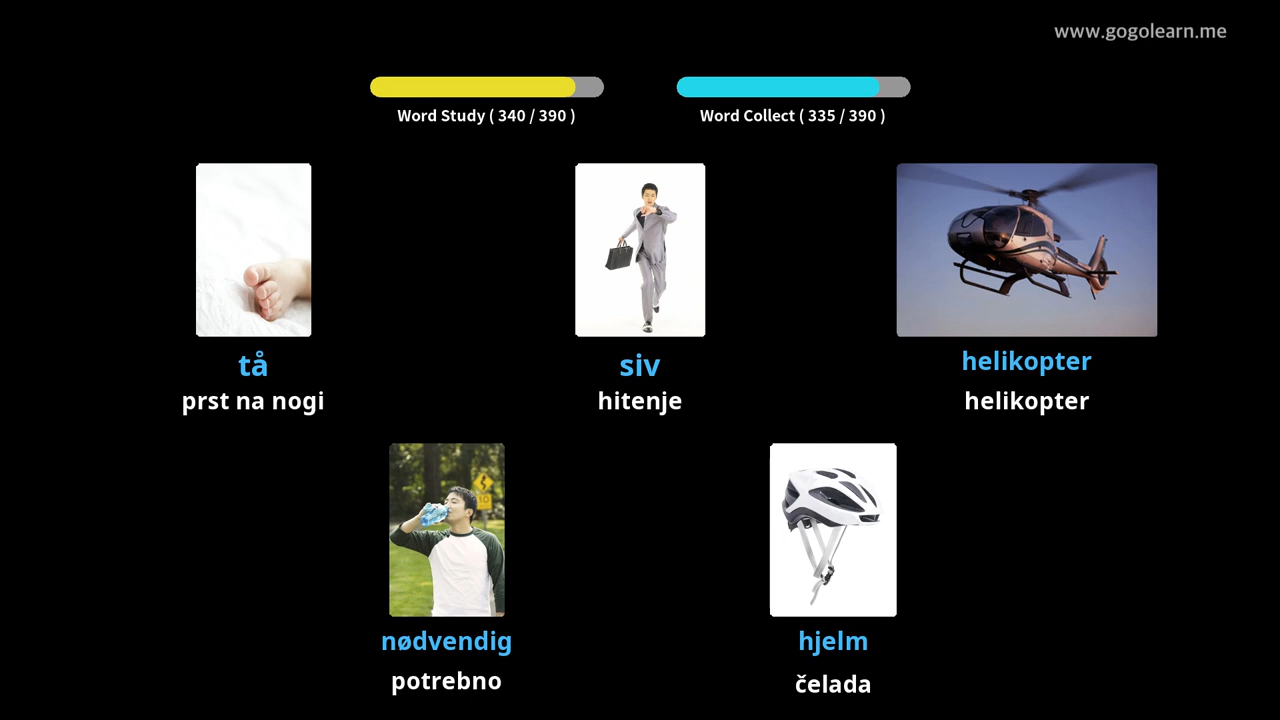 www.gogolearn.me
Word Study ( 340 / 390 )
Word Collect ( 335 / 390 )
tå
prst na nogi
siv
hitenje
helikopter
helikopter
10
nødvendig
potrebno
hjelm
čelada